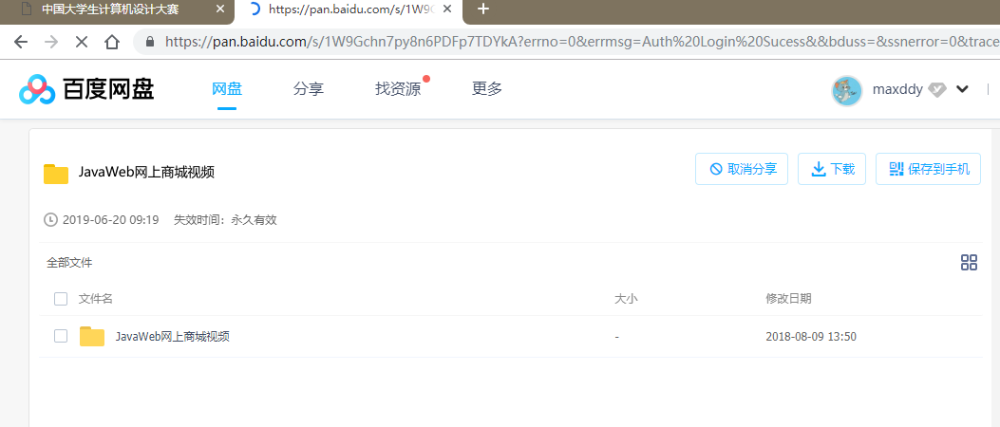 中国大学生计算机设计大赛
https://pan.baidu.com/s/1W9G
https://pan.baidu.com/s/1W9Gchn7py8n6PDFp7TDYkA?errno=0&errmsg=Auth%20Login%20Sucess&&bduss=&ssnerror=0&trace
百度网盘 网盘 分享 找资源 更多 maxddy
JavaWeb网上商城视频 取消分享 下载 保存到手机
2019-06-20 09:19 失效时间：永久有效
全部文件
文件名 大小 修改日期
JavaWeb网上商城视频 - 2018-08-09 13:50